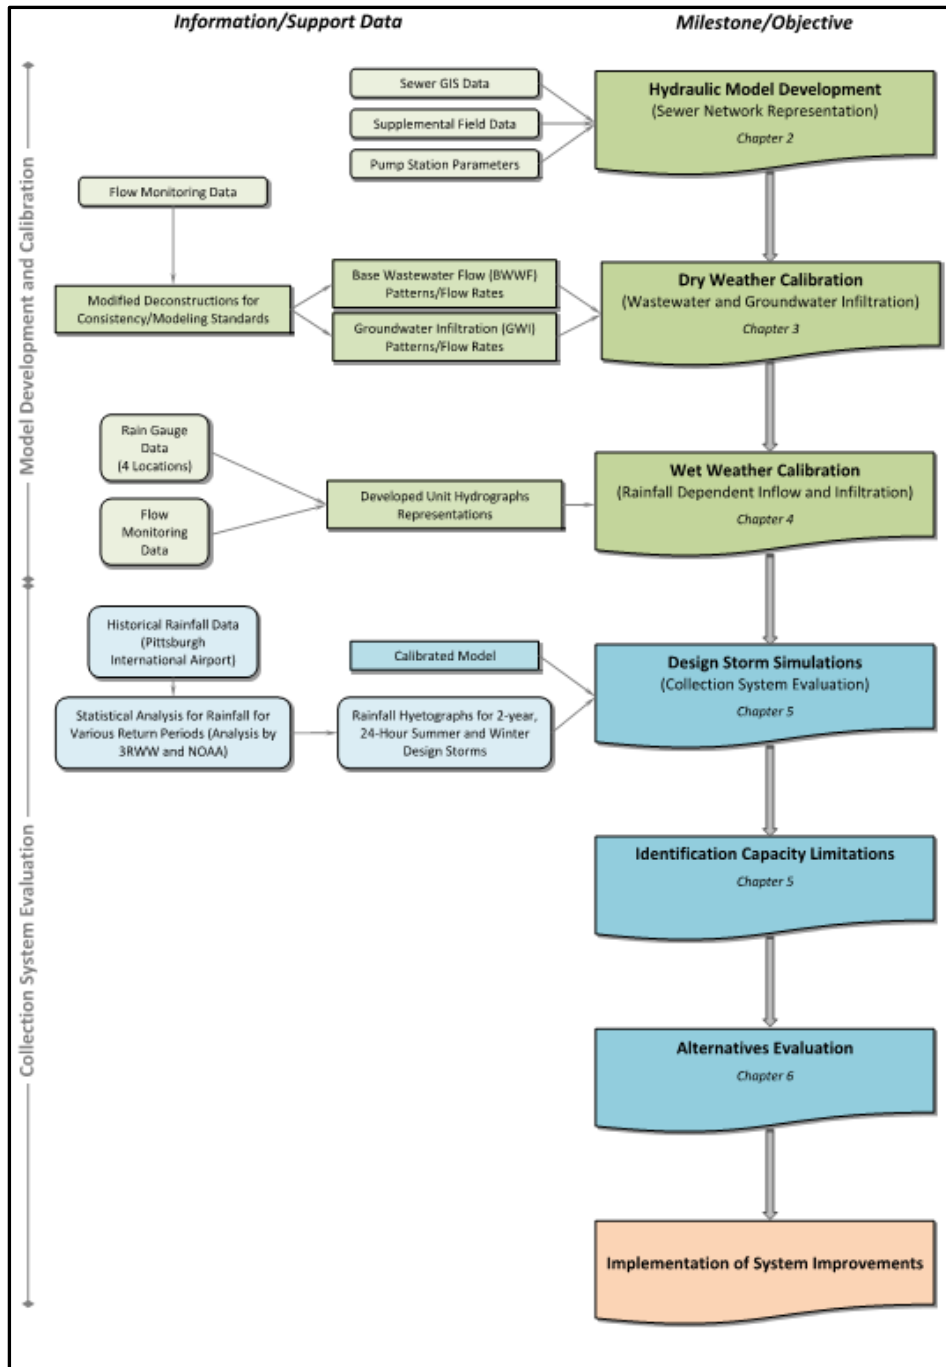 Information/Support Data
Milestone/Objective
Model Development and Calibration
Sewer GIS Data
Supplemental Field Data
Pump Station Parameters
Hydraulic Model Development
(Sewer Network Representation)
Chapter 2
Flow Monitoring Data
Modified Deconstructions for
Consistency/Modeling Standards
Base Wastewater Flow (BWWF)
Patterns/Flow Rates
Groundwater Infiltration (GWI)
Patterns/Flow Rates
Dry Weather Calibration
(Wastewater and Groundwater Infiltration)
Chapter 3
Rain Gauge
Data
(4 Locations)
Flow
Monitoring
Data
Developed Unit Hydrographs
Representations
Wet Weather Calibration
(Rainfall Dependent Inflow and Infiltration)
Chapter 4
Collection System Evaluation
Historical Rainfall Data
(Pittsburgh
International Airport)
Statistical Analysis for Rainfall for
Various Return Periods (Analysis by
3RWW and NOAA)
Calibrated Model
Rainfall Hyetographs for 2-year,
24-Hour Summer and Winter
Design Storms
Design Storm Simulations
(Collection System Evaluation)
Chapter 5
Identification Capacity Limitations
Chapter 5
Alternatives Evaluation
Chapter 6
Implementation of System Improvements